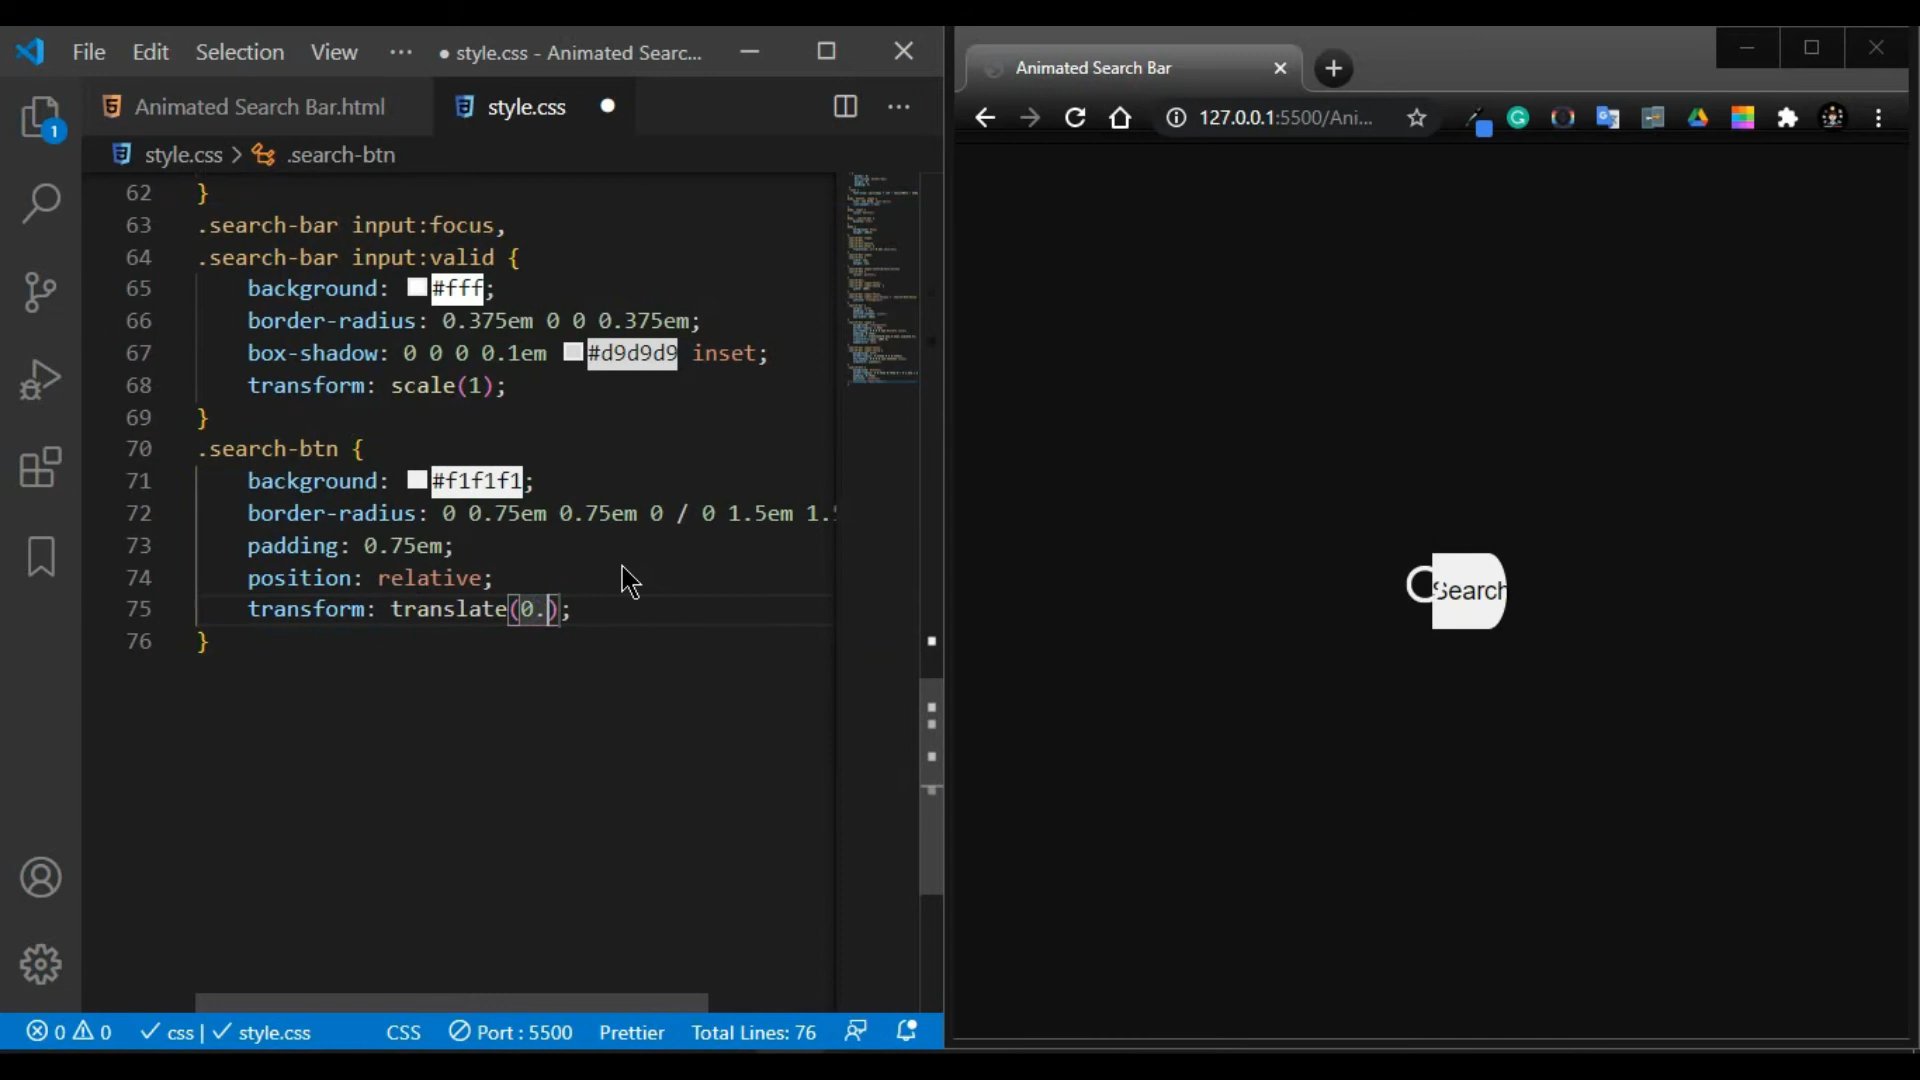 File Edit Selection View ··· ● style.css - Animated Searc...
Animated Search Bar.html style.css ● ···
style.css > .search-btn
62 }
63 .search-bar input:focus,
64 .search-bar input:valid {
65 background: #fff;
66 border-radius: 0.375em 0 0 0.375em;
67 box-shadow: 0 0 0 0.1em #d9d9d9 inset;
68 transform: scale(1);
69 }
70 .search-btn {
71 background: #f1f1f1;
72 border-radius: 0 0.75em 0.75em 0 / 0 1.5em 1.
73 padding: 0.75em;
74 position: relative;
75 transform: translate(0.);
76 }
1
0 0 css | style.css CSS Port : 5500 Prettier Total Lines: 76
Animated Search Bar
127.0.0.1:5500/Ani...
Search